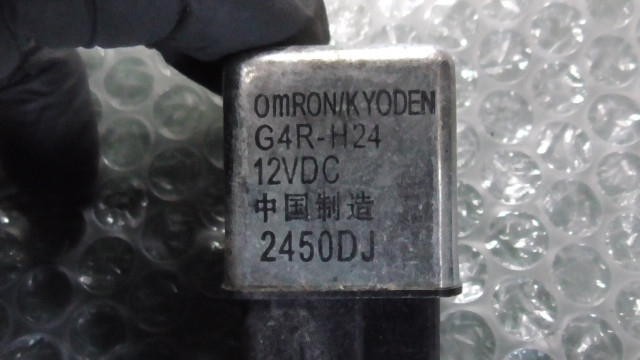 OMRON/KYODEN
G4R-H24
12VDC
中国制造
2450DJ